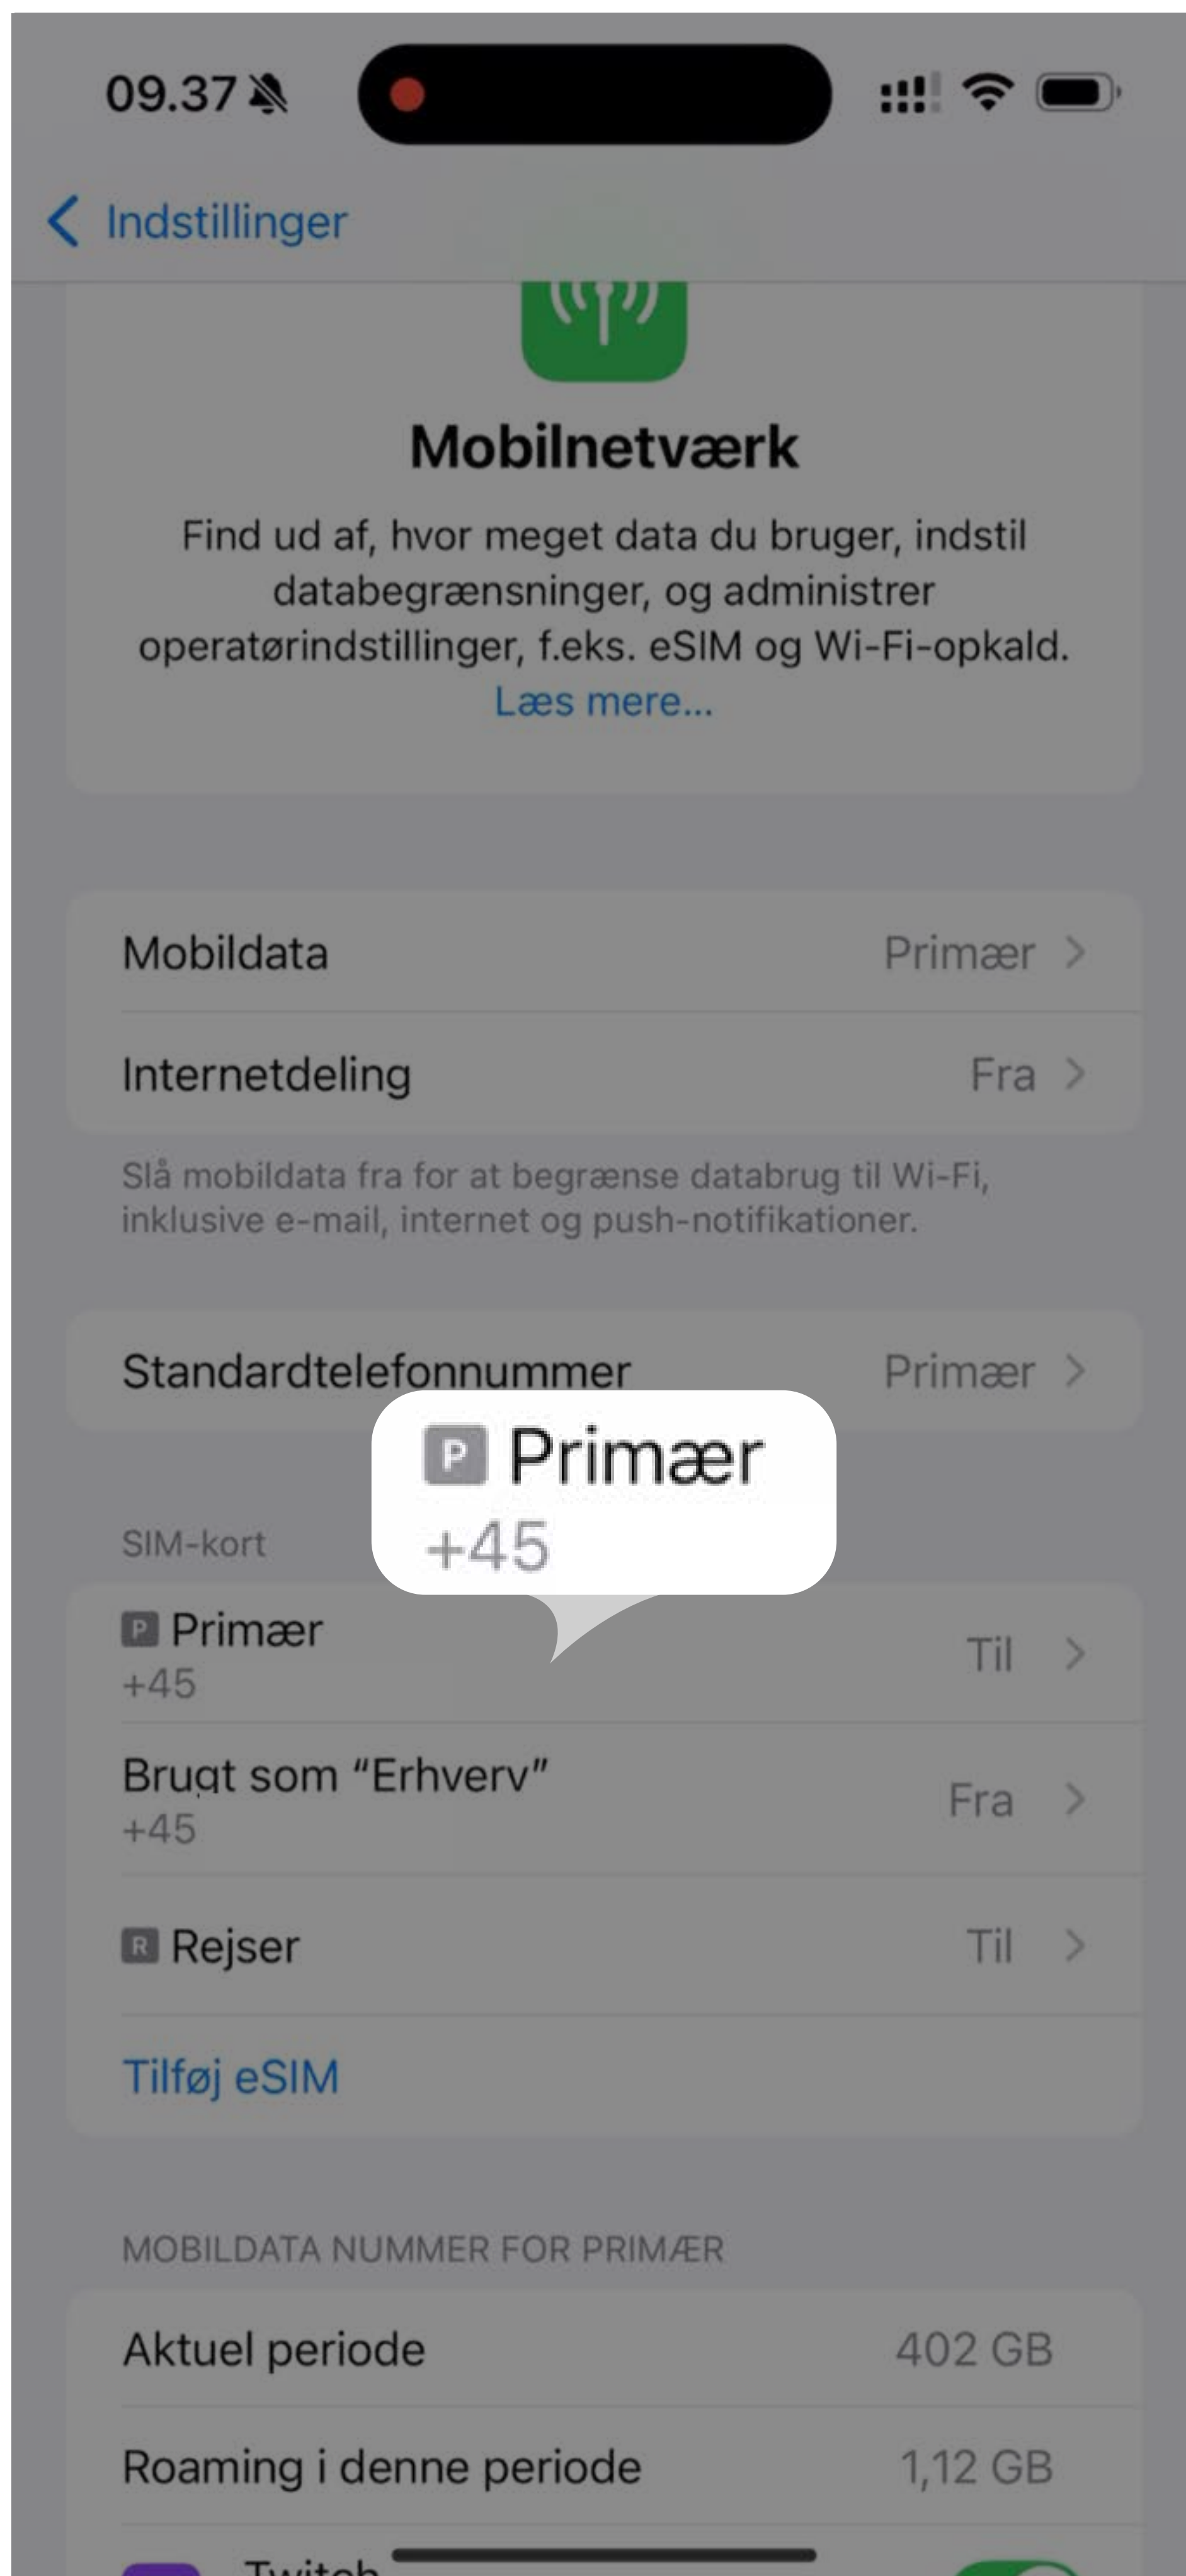 09.37
Indstillinger
Mobilnetværk
Find ud af, hvor meget data du bruger, indstil
databegrænsninger, og administrer
operatørindstillinger, f.eks. eSIM og Wi-Fi-opkald.
Læs mere...
Mobildata Primær
Internetdeling Fra
Slå mobildata fra for at begrænse databrug til Wi-Fi,
inklusive e-mail, internet og push-notifikationer.
Standardtelefonnummer Primær
P Primær
+45
SIM-kort
P Primær Til
+45
Brugt som “Erhverv” Fra
+45
R Rejser Til
Tilføj eSIM
MOBILDATA NUMMER FOR PRIMÆR
Aktuel periode 402 GB
Roaming i denne periode 1,12 GB
Twitch